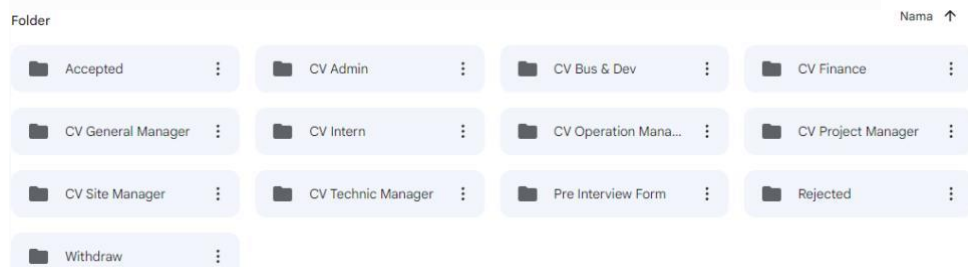 Folder
Nama
Accepted
CV Admin
CV Bus & Dev
CV Finance
CV General Manager
CV Intern
CV Operation Mana...
CV Project Manager
CV Site Manager
CV Technic Manager
Pre Interview Form
Rejected
Withdraw